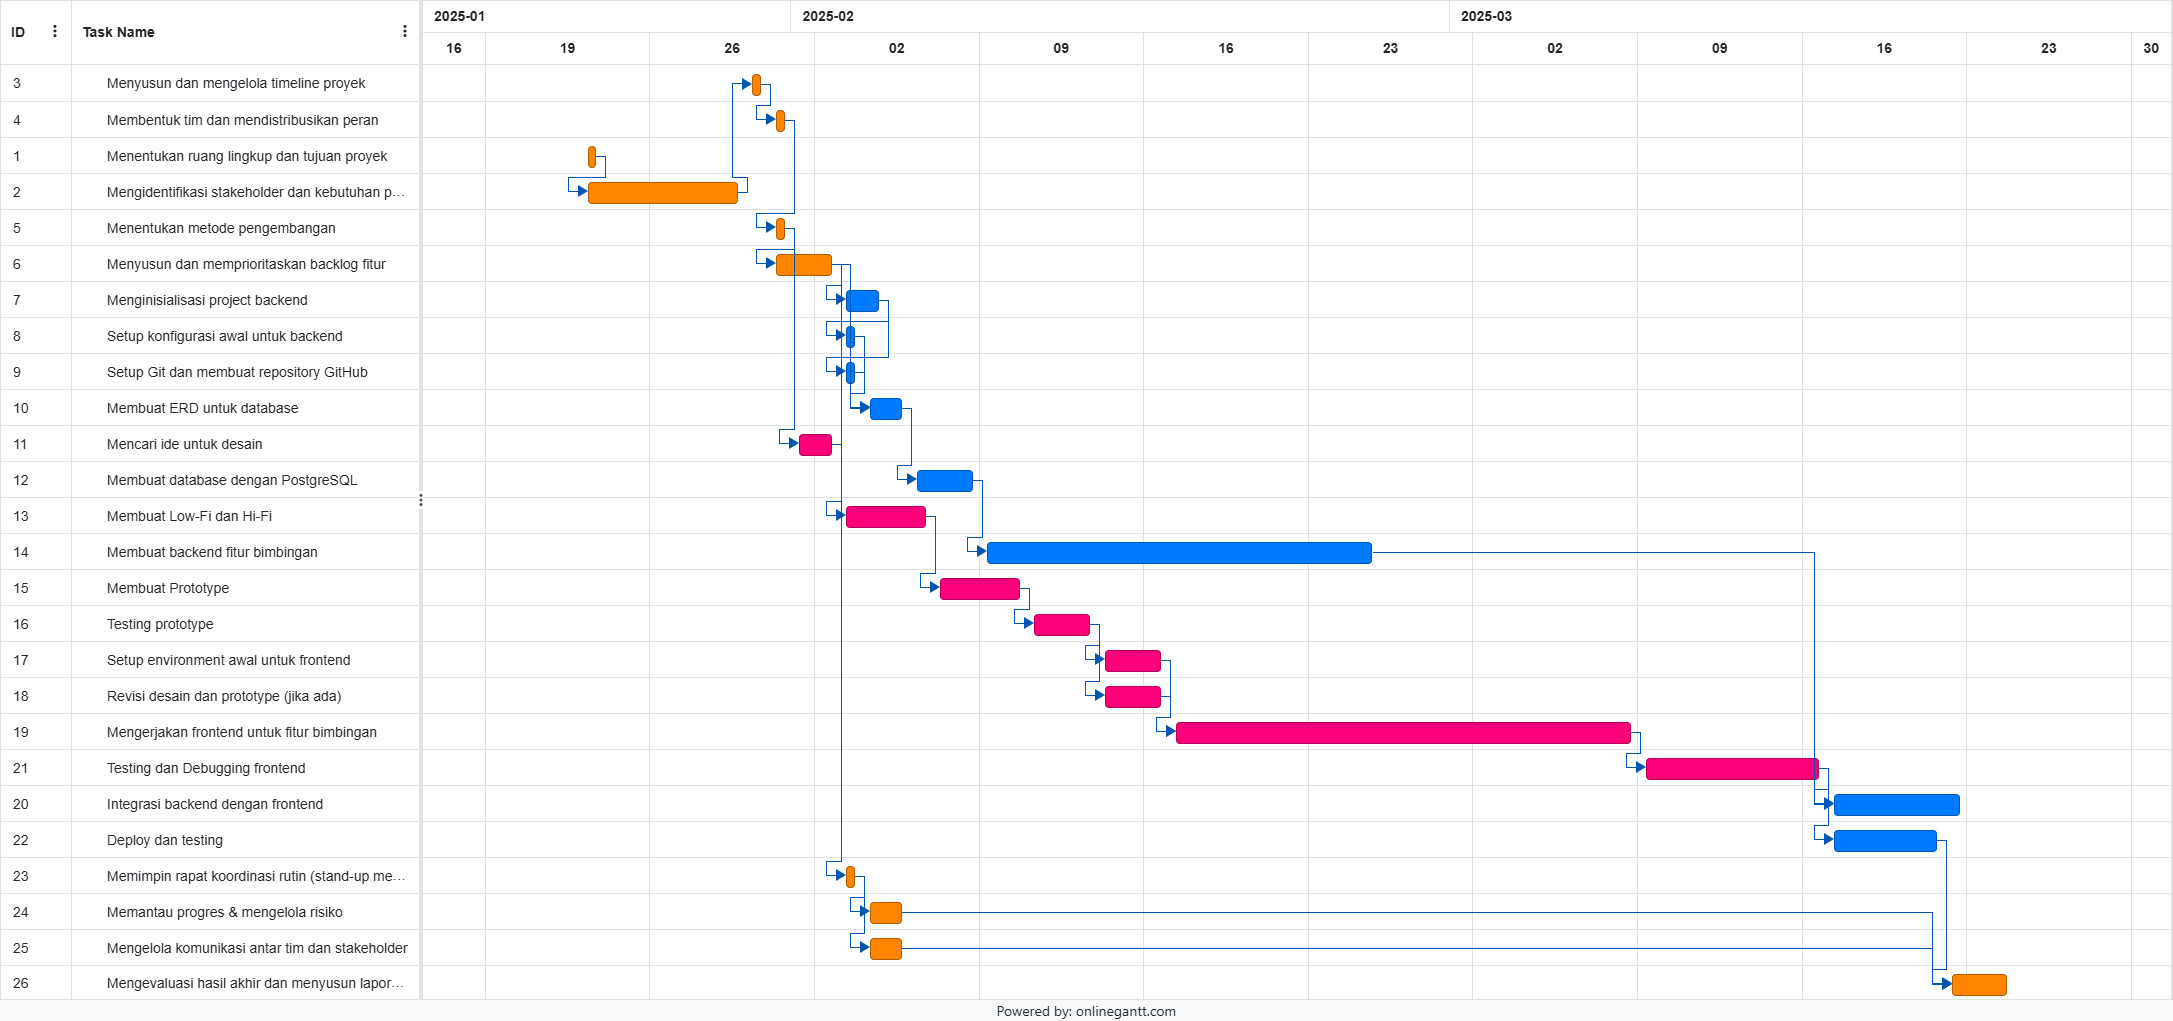 ID Task Name 2025-01 2025-02 2025-03
16 19 26 02 09 16 23 02 09 16 23 30
3 Menyusun dan mengelola timeline proyek
4 Membentuk tim dan mendistribusikan peran
1 Menentukan ruang lingkup dan tujuan proyek
2 Mengidentifikasi stakeholder dan kebutuhan p...
5 Menentukan metode pengembangan
6 Menyusun dan memprioritaskan backlog fitur
7 Menginisialisasi project backend
8 Setup konfigurasi awal untuk backend
9 Setup Git dan membuat repository GitHub
10 Membuat ERD untuk database
11 Mencari ide untuk desain
12 Membuat database dengan PostgreSQL
13 Membuat Low-Fi dan Hi-Fi
14 Membuat backend fitur bimbingan
15 Membuat Prototype
16 Testing prototype
17 Setup environment awal untuk frontend
18 Revisi desain dan prototype (jika ada)
19 Mengerjakan frontend untuk fitur bimbingan
21 Testing dan Debugging frontend
20 Integrasi backend dengan frontend
22 Deploy dan testing
23 Memimpin rapat koordinasi rutin (stand-up me...
24 Memantau progres & mengelola risiko
25 Mengelola komunikasi antar tim dan stakeholder
26 Mengevaluasi hasil akhir dan menyusun lapor...
Powered by: onlinegantt.com